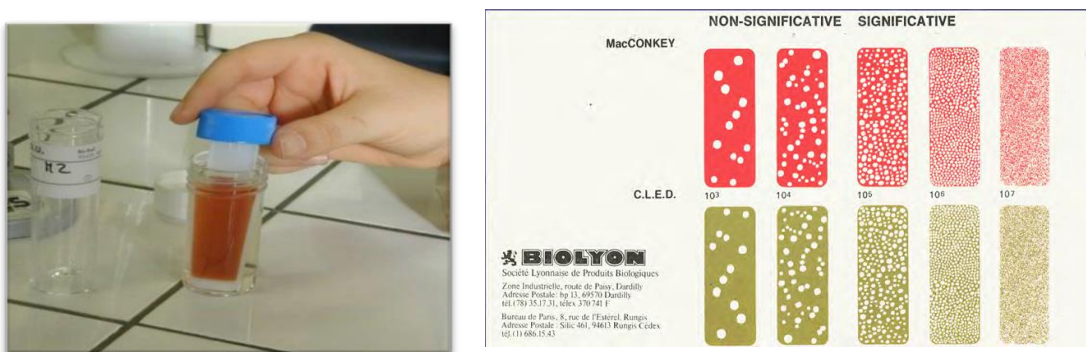 N2
NON-SIGNIFICATIVE SIGNIFICATIVE
MacCONKEY
C.L.E.D. 10³ 10⁴ 10⁵ 10⁶ 10⁷
BIOLYON
Société Lyonnaise de Produits Biologiques
Zone Industrielle, route de Paisy, Dardilly
Adresse Postale: bp 13, 69570 Dardilly
tél. (78) 35.17.31, télex 370 741 F
Bureau de Paris, 8, rue de l'Estérel, Rungis
Adresse Postale : Silic 461, 94613 Rungis Cédex
tél. (1) 686.15.43